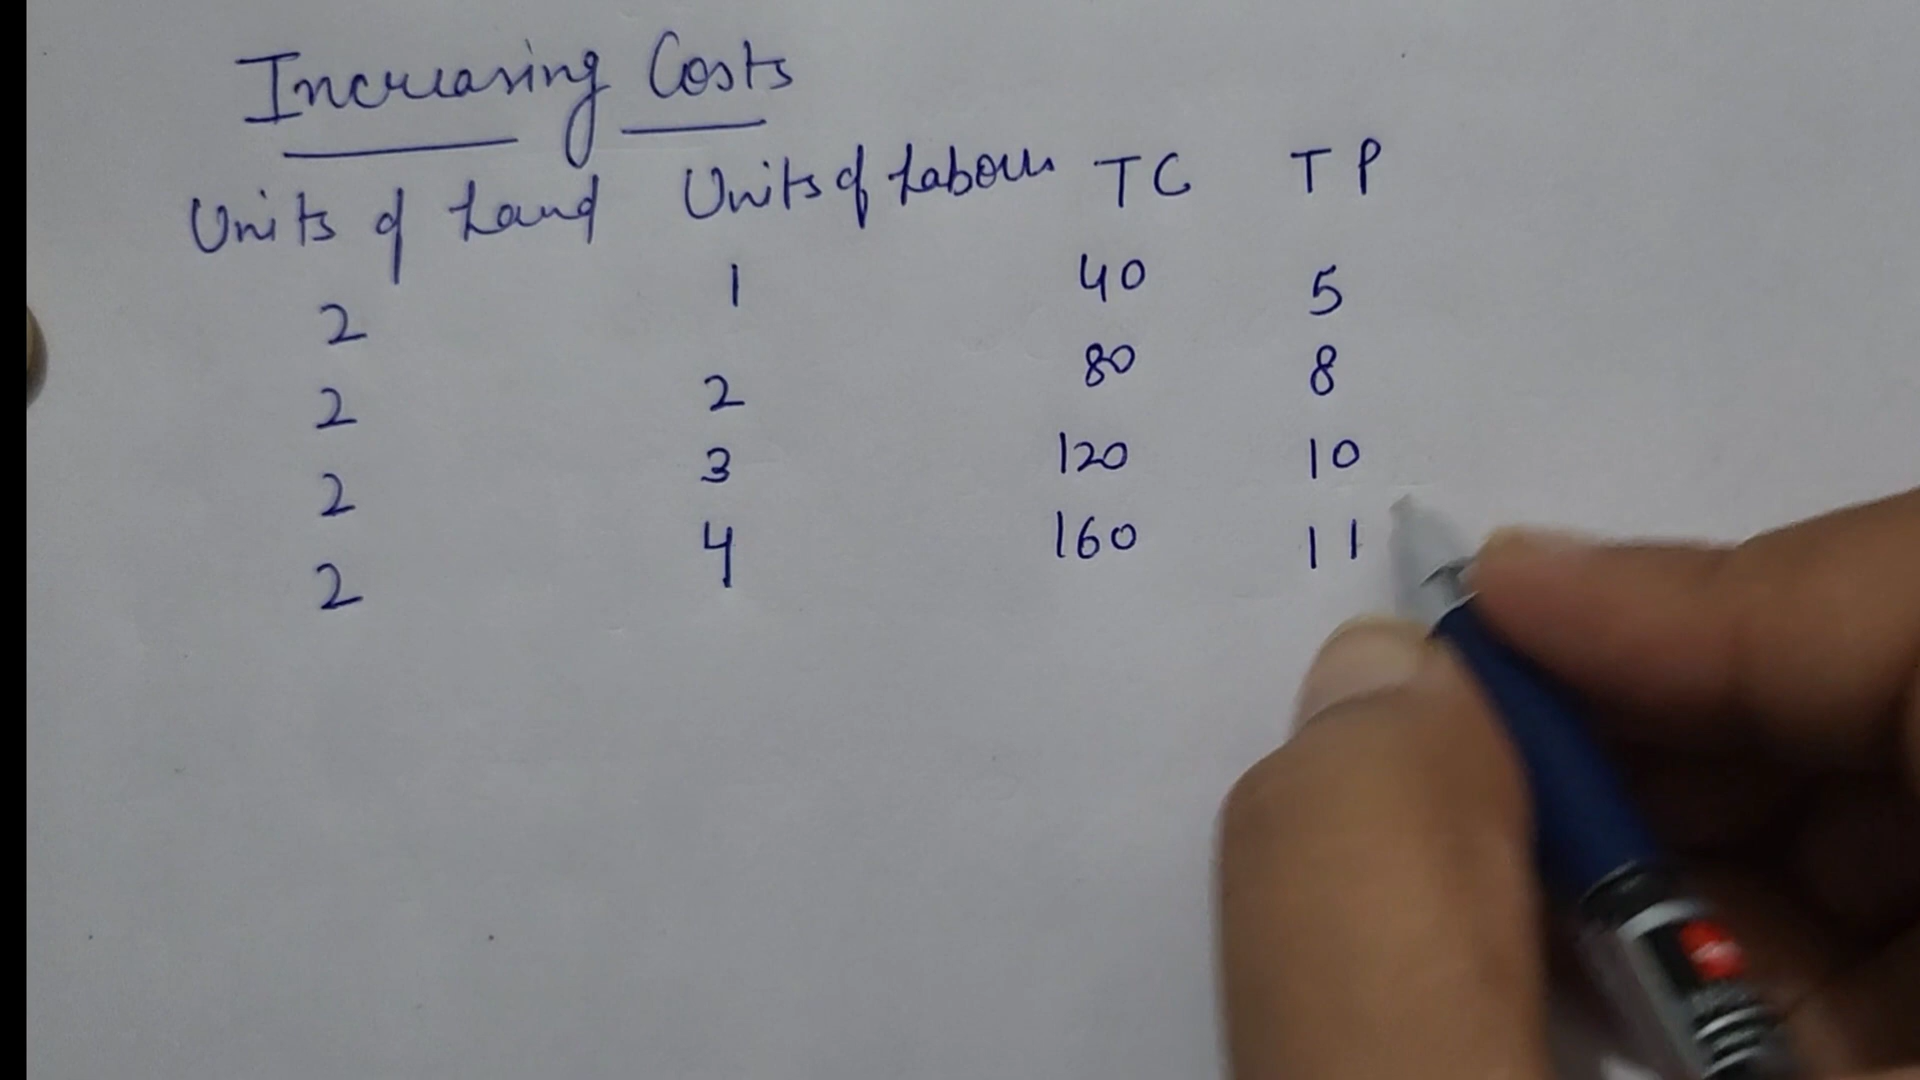 Increasing Costs
Units of Land Units of Labour TC TP
2 1 40 5
2 2 80 8
2 3 120 10
2 4 160 11